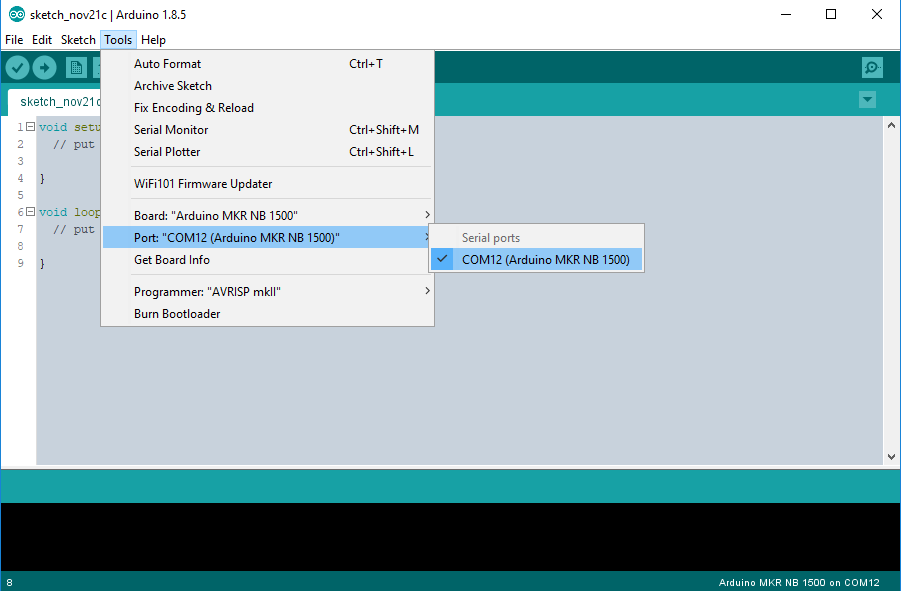 sketch_nov21c | Arduino 1.8.5
File Edit Sketch Tools Help
sketch_nov21c
Auto Format Ctrl+T
Archive Sketch
Fix Encoding & Reload
Serial Monitor Ctrl+Shift+M
Serial Plotter Ctrl+Shift+L
WiFi101 Firmware Updater
Board: "Arduino MKR NB 1500"
Port: "COM12 (Arduino MKR NB 1500)"
Get Board Info
Programmer: "AVRISP mkII"
Burn Bootloader
Serial ports
COM12 (Arduino MKR NB 1500)
1 void setu
2 // put
3
4 }
5
6 void loop
7 // put
8
9 }
8 Arduino MKR NB 1500 on COM12